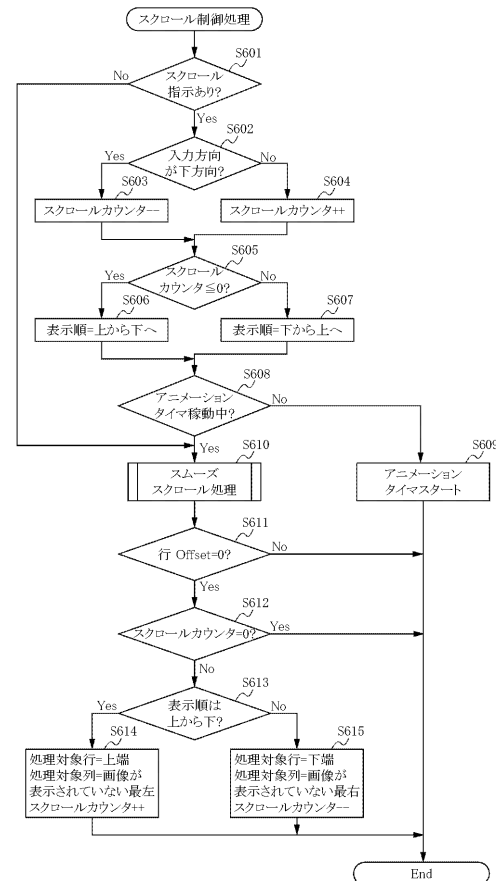 スクロール制御処理
S601
No
スクロール
指示あり?
Yes
S602
Yes
入力方向
が下方向?
No
S603
S604
スクロールカウンタ--
スクロールカウンタ++
S605
Yes
スクロール
カウンタ≦0?
No
S606
S607
表示順=上から下へ
表示順=下から上へ
S608
アニメーション
タイマ稼動中?
No
Yes
S610
S609
スムーズ
スクロール処理
アニメーション
タイマスタート
S611
行 Offset=0?
No
Yes
S612
スクロールカウンタ=0?
Yes
No
S613
Yes
表示順は
上から下?
No
S614
S615
処理対象行=上端
処理対象列=画像が
表示されていない最左
スクロールカウンタ++
処理対象行=下端
処理対象列=画像が
表示されていない最右
スクロールカウンタ--
End